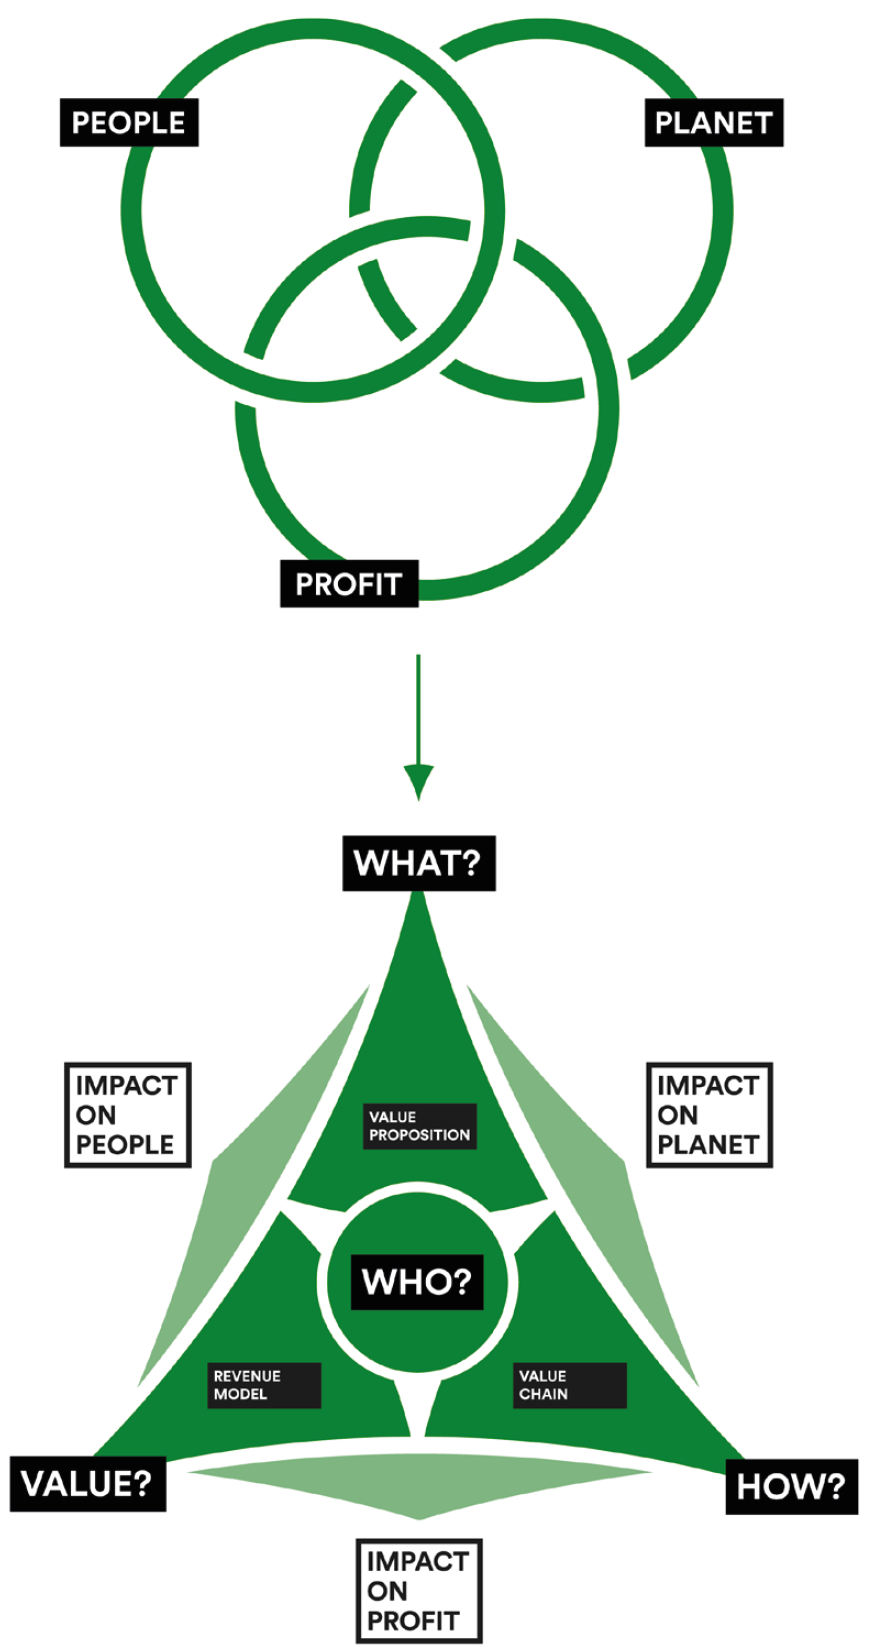 PEOPLE
PLANET
PROFIT
WHAT?
IMPACT
ON
PEOPLE
IMPACT
ON
PLANET
VALUE
PROPOSITION
WHO?
REVENUE
MODEL
VALUE
CHAIN
VALUE?
HOW?
IMPACT
ON
PROFIT